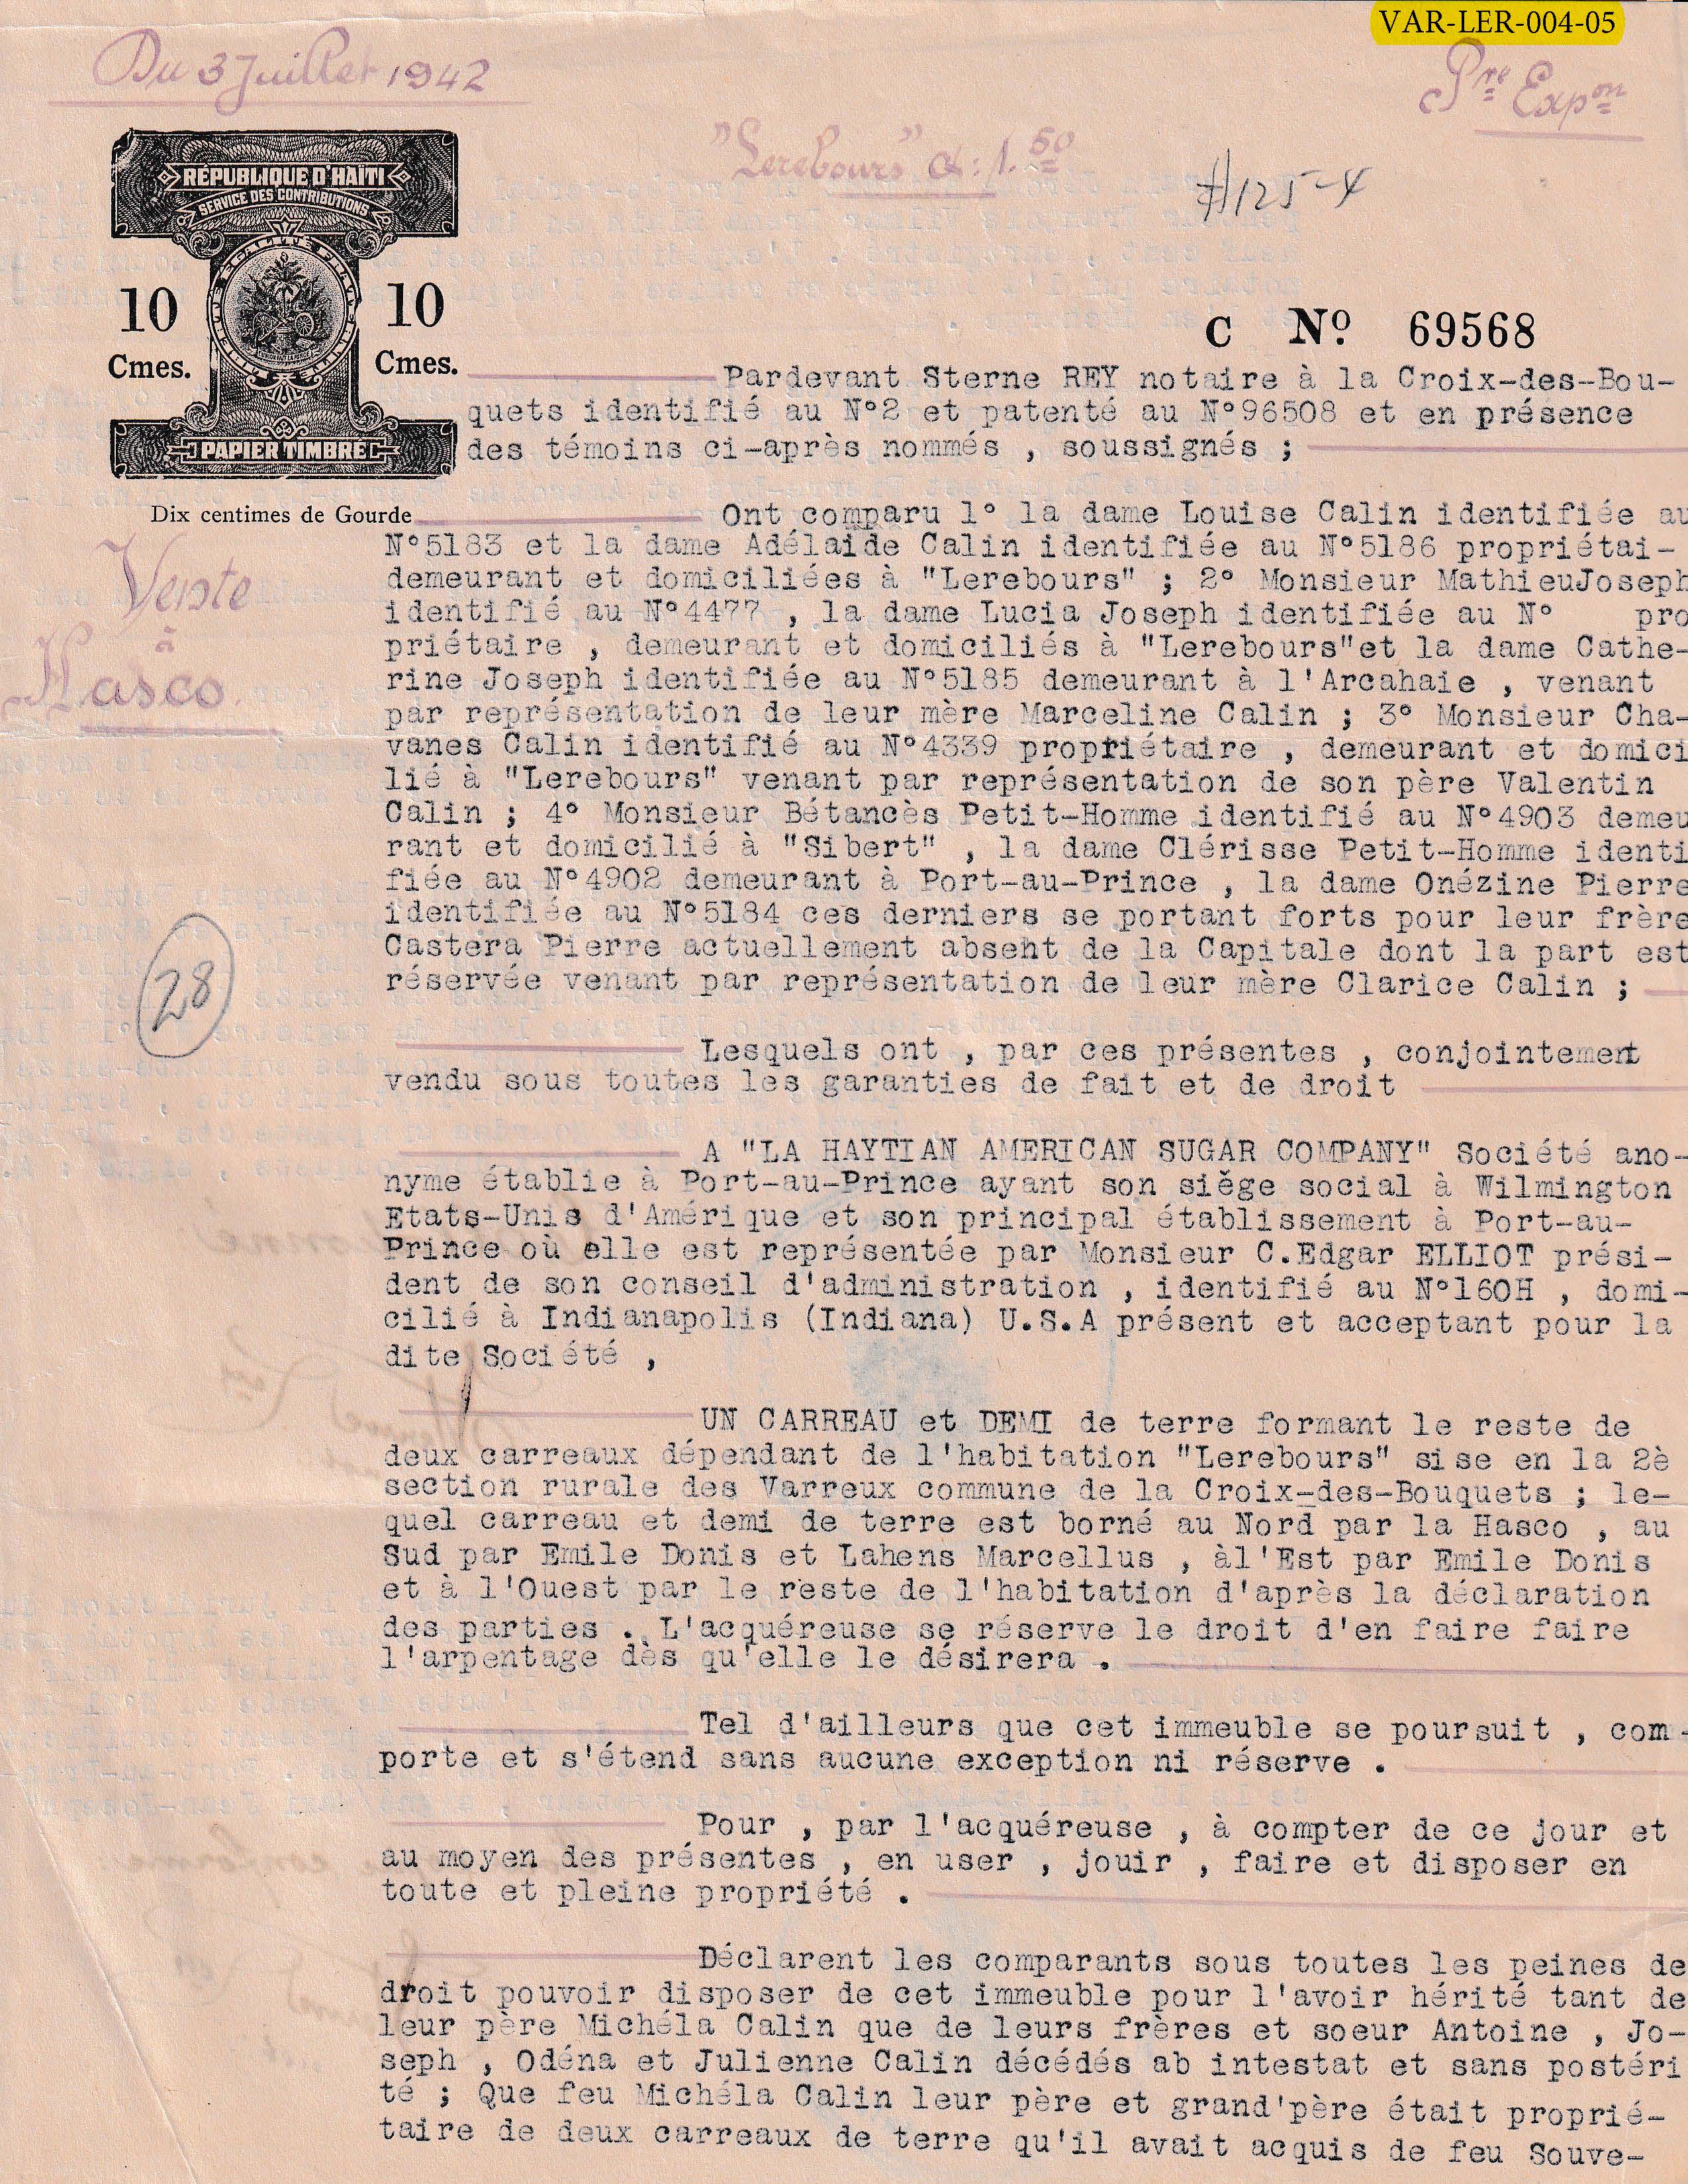 VAR-LER-004-05
Du 3 Juillet 1942
Pre Expon
"Lerebours" c: 1.50
#125-4
RÉPUBLIQUE D'HAÏTI
SERVICE DES CONTRIBUTIONS
10 10
Cmes. Cmes.
PAPIER TIMBRÉ
Dix centimes de Gourde
C No. 69568
Vente
à
Hasco
28
Pardevant Sterne REY notaire à la Croix-des-Bou-
quets identifié au N°2 et patenté au N°96508 et en présence
des témoins ci-après nommés , soussignés ;
Ont comparu 1° la dame Louise Calin identifiée au
N°5183 et la dame Adélaide Calin identifiée au N°5186 propriétai-
demeurant et domiciliées à "Lerebours" ; 2° Monsieur MathieuJoseph
identifié au N°4477 , la dame Lucia Joseph identifiée au N° pro
priétaire , demeurant et domiciliés à "Lerebours"et la dame Cathe-
rine Joseph identifiée au N°5185 demeurant à l'Arcahaie , venant
par représentation de leur mère Marceline Calin ; 3° Monsieur Cha-
vanes Calin identifié au N°4339 propriétaire , demeurant et domici
lié à "Lerebours" venant par représentation de son père Valentin
Calin ; 4° Monsieur Bétancès Petit-Homme identifié au N°4903 demeu
rant et domicilié à "Sibert" , la dame Clérisse Petit-Homme identi
fiée au N°4902 demeurant à Port-au-Prince , la dame Onézine Pierre
identifiée au N°5184 ces derniers se portant forts pour leur frère
Castera Pierre actuellement absent de la Capitale dont la part est
réservée venant par représentation de leur mère Clarice Calin ;
Lesquels ont , par ces présentes , conjointement
vendu sous toutes les garanties de fait et de droit
A "LA HAYTIAN AMERICAN SUGAR COMPANY" Société ano-
nyme établie à Port-au-Prince ayant son siège social à Wilmington
Etats-Unis d'Amérique et son principal établissement à Port-au-
Prince où elle est représentée par Monsieur C.Edgar ELLIOT prési-
dent de son conseil d'administration , identifié au N°160H , domi-
cilié à Indianapolis (Indiana) U.S.A présent et acceptant pour la
dite Société ,
UN CARREAU et DEMI de terre formant le reste de
deux carreaux dépendant de l'habitation "Lerebours" sise en la 2è
section rurale des Varreux commune de la Croix-des-Bouquets ; le-
quel carreau et demi de terre est borné au Nord par la Hasco , au
Sud par Emile Donis et Lahens Marcellus , àl'Est par Emile Donis
et à l'Ouest par le reste de l'habitation d'après la déclaration
des parties . L'acquéreuse se réserve le droit d'en faire faire
l'arpentage dès qu'elle le désirera .
Tel d'ailleurs que cet immeuble se poursuit , com-
porte et s'étend sans aucune exception ni réserve .
Pour , par l'acquéreuse , à compter de ce jour et
au moyen des présentes , en user , jouir , faire et disposer en
toute et pleine propriété .
Déclarent les comparants sous toutes les peines de
droit pouvoir disposer de cet immeuble pour l'avoir hérité tant de
leur père Michéla Calin que de leurs frères et soeur Antoine , Jo-
seph , Odéna et Julienne Calin décédés ab intestat et sans postéri
té ; Que feu Michéla Calin leur père et grand'père était proprié-
taire de deux carreaux de terre qu'il avait acquis de feu Souve-